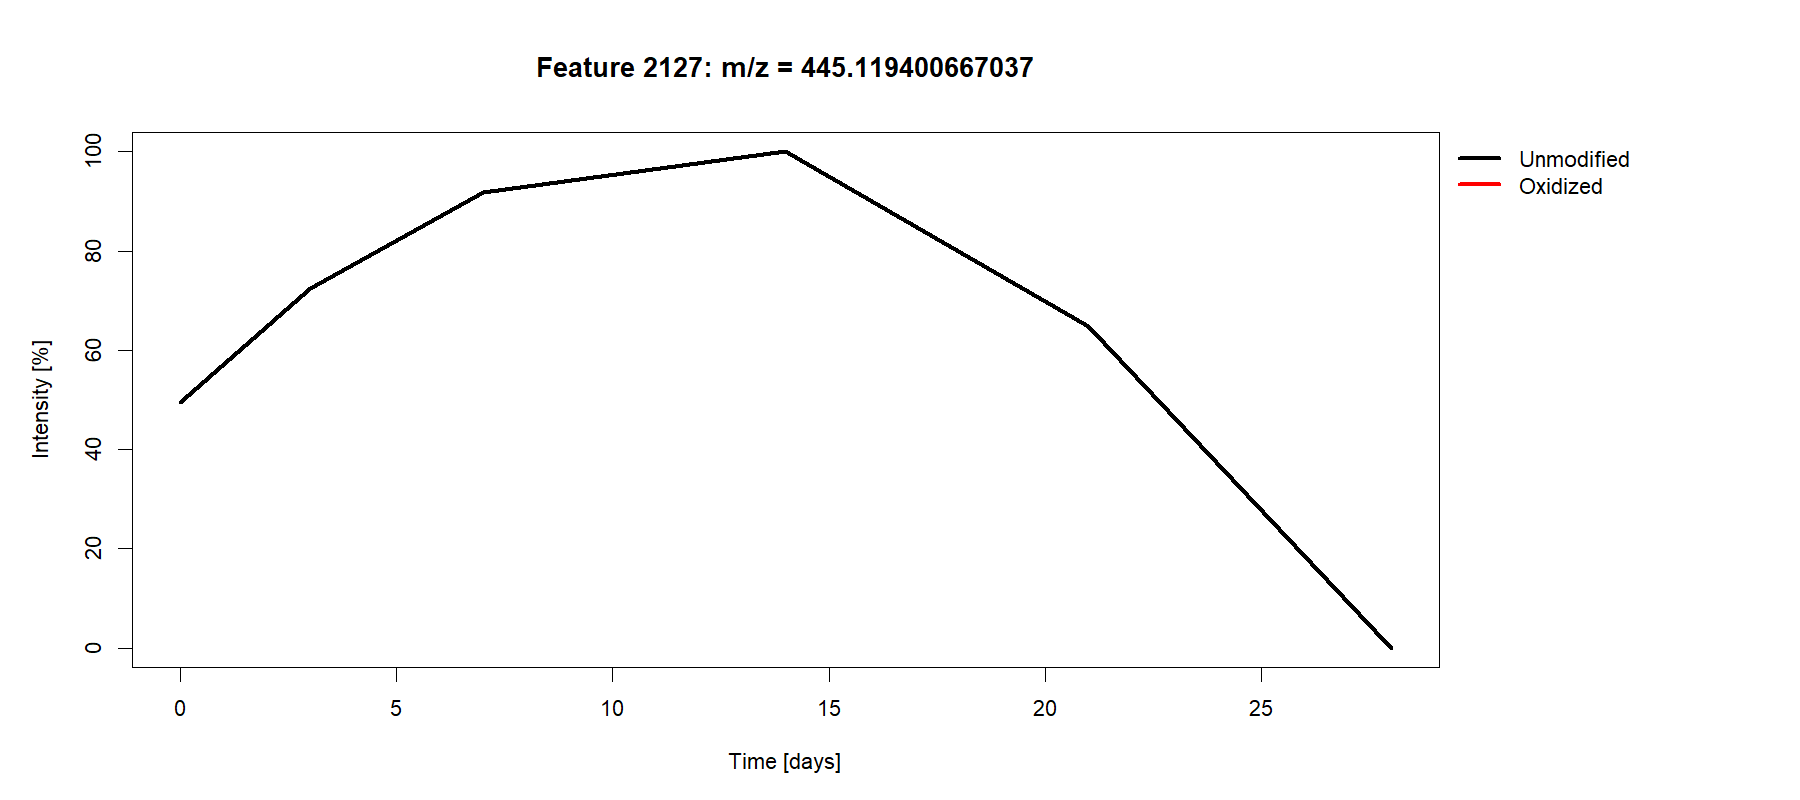 Feature 2127: m/z = 445.119400667037
Unmodified
Oxidized
Intensity [%]
100
80
60
40
20
0
0 5 10 15 20 25
Time [days]